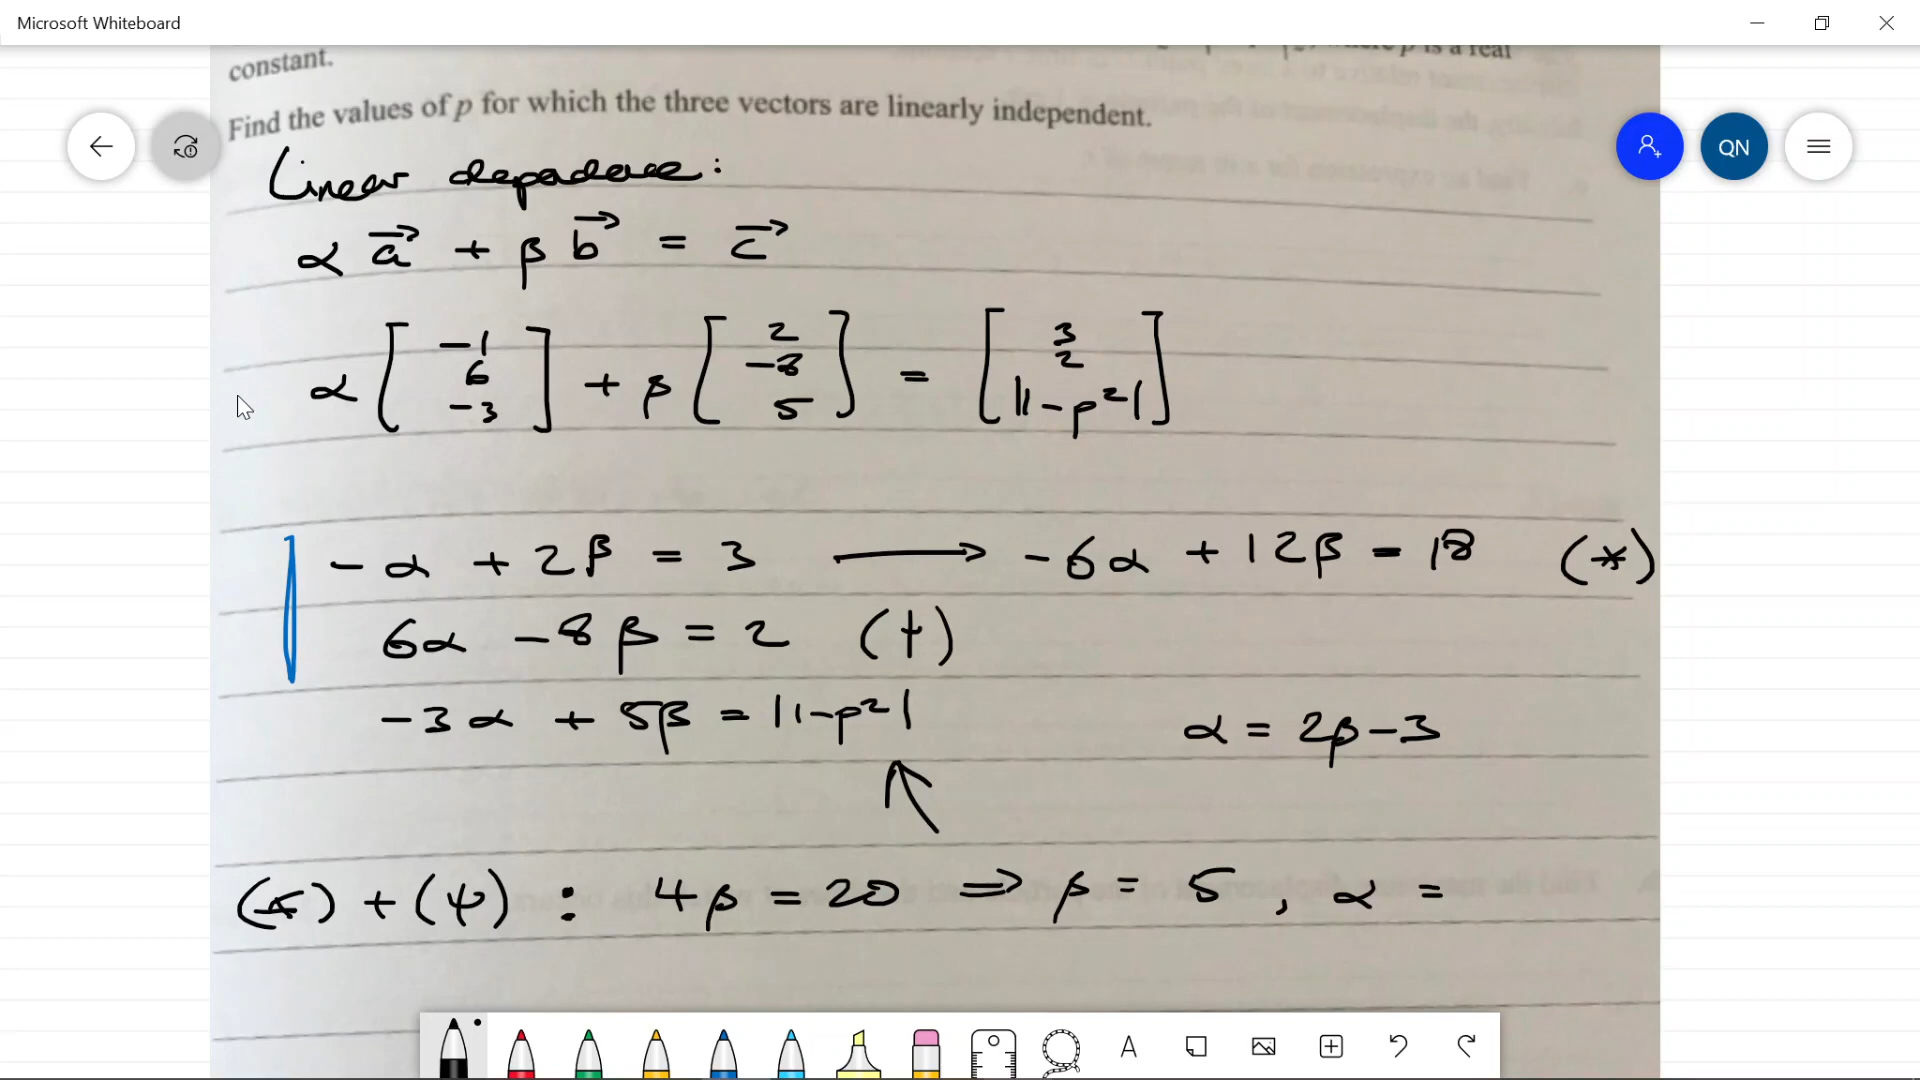 Microsoft Whiteboard
p is a real
constant.
Find the values of p for which the three vectors are linearly independent.
QN
Linear dependence:
α a⃗ + β b⃗ = c⃗
α [-1 6 -3] + β [2 -8 5] = [3 2 |1-p²|]
-α + 2β = 3 ⟶ -6α + 12β = 18 (*)
6α - 8β = 2 (†)
-3α + 5β = |1-p²|
α = 2β-3
(*) + (†) : 4β = 20 ⇒ β = 5, α =
A